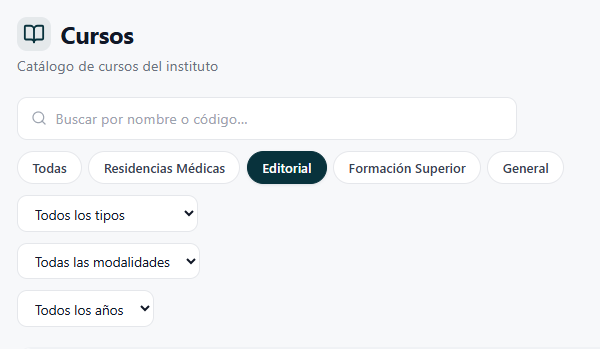 Cursos
Catálogo de cursos del instituto
Buscar por nombre o código...
Todas Residencias Médicas Editorial Formación Superior General
Todos los tipos
Todas las modalidades
Todos los años